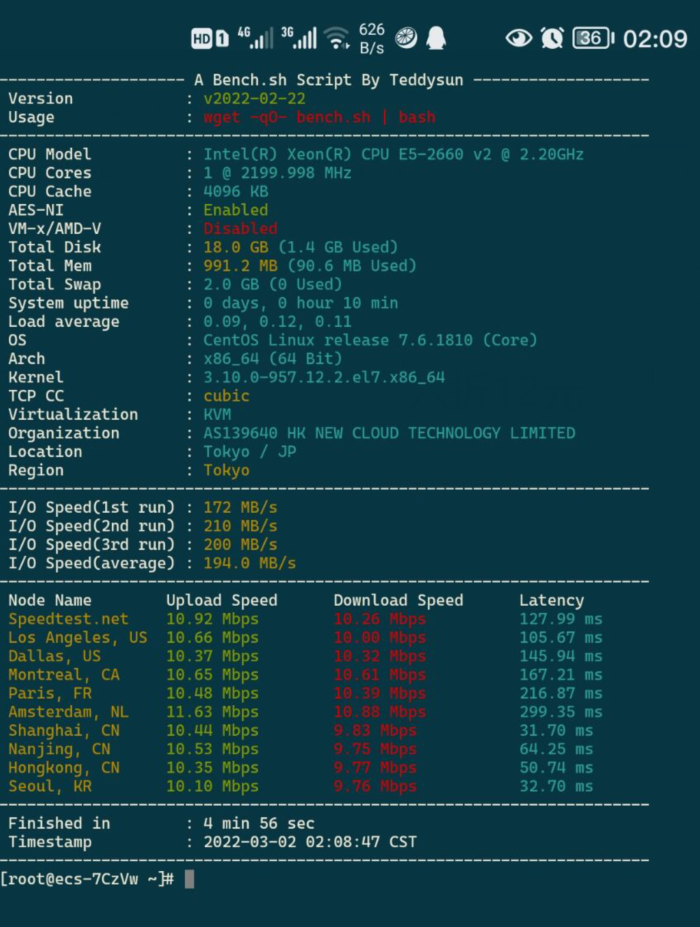 HD 1 4G 3G 626 B/s 36 02:09
-------------------- A Bench.sh Script By Teddysun -------------------
Version : v2022-02-22
Usage : wget -qO- bench.sh | bash
----------------------------------------------------------------------
CPU Model : Intel(R) Xeon(R) CPU E5-2660 v2 @ 2.20GHz
CPU Cores : 1 @ 2199.998 MHz
CPU Cache : 4096 KB
AES-NI : Enabled
VM-x/AMD-V : Disabled
Total Disk : 18.0 GB (1.4 GB Used)
Total Mem : 991.2 MB (90.6 MB Used)
Total Swap : 2.0 GB (0 Used)
System uptime : 0 days, 0 hour 10 min
Load average : 0.09, 0.12, 0.11
OS : CentOS Linux release 7.6.1810 (Core)
Arch : x86_64 (64 Bit)
Kernel : 3.10.0-957.12.2.el7.x86_64
TCP CC : cubic
Virtualization : KVM
Organization : AS139640 HK NEW CLOUD TECHNOLOGY LIMITED
Location : Tokyo / JP
Region : Tokyo
----------------------------------------------------------------------
I/O Speed(1st run) : 172 MB/s
I/O Speed(2nd run) : 210 MB/s
I/O Speed(3rd run) : 200 MB/s
I/O Speed(average) : 194.0 MB/s
----------------------------------------------------------------------
Node Name Upload Speed Download Speed Latency
Speedtest.net 10.92 Mbps 10.26 Mbps 127.99 ms
Los Angeles, US 10.66 Mbps 10.00 Mbps 105.67 ms
Dallas, US 10.37 Mbps 10.32 Mbps 145.94 ms
Montreal, CA 10.65 Mbps 10.61 Mbps 167.21 ms
Paris, FR 10.48 Mbps 10.39 Mbps 216.87 ms
Amsterdam, NL 11.63 Mbps 10.88 Mbps 299.35 ms
Shanghai, CN 10.44 Mbps 9.83 Mbps 31.70 ms
Nanjing, CN 10.53 Mbps 9.75 Mbps 64.25 ms
Hongkong, CN 10.35 Mbps 9.77 Mbps 50.74 ms
Seoul, KR 10.10 Mbps 9.76 Mbps 32.70 ms
----------------------------------------------------------------------
Finished in : 4 min 56 sec
Timestamp : 2022-03-02 02:08:47 CST
----------------------------------------------------------------------
[root@ecs-7CzVw ~]#